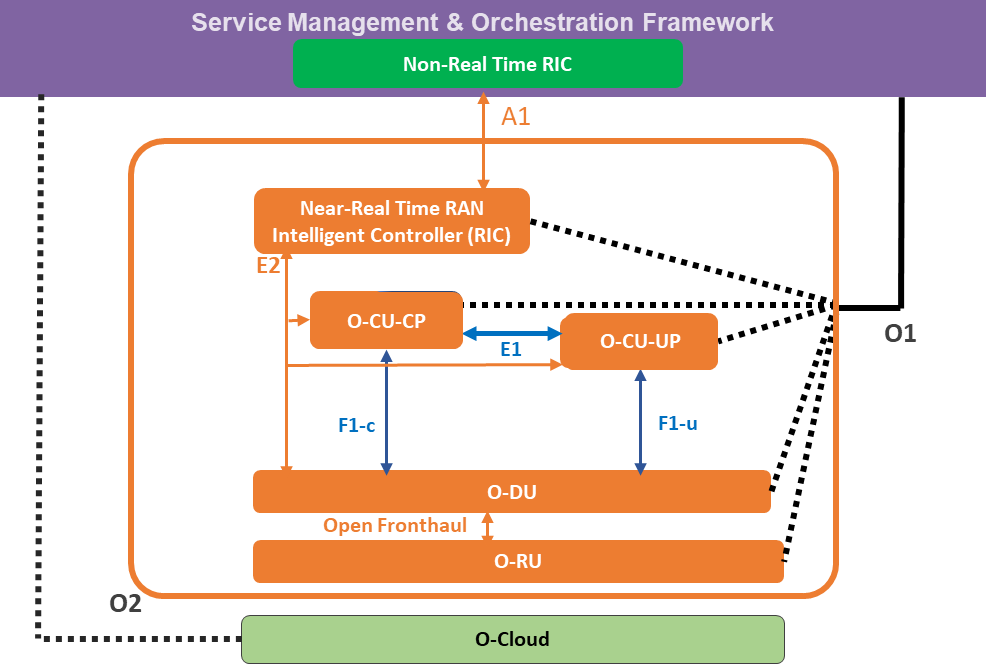 Service Management & Orchestration Framework
Non-Real Time RIC
A1
Near-Real Time RAN
Intelligent Controller (RIC)
E2
O-CU-CP
E1
O-CU-UP
O1
F1-c
F1-u
O-DU
Open Fronthaul
O-RU
O2
O-Cloud